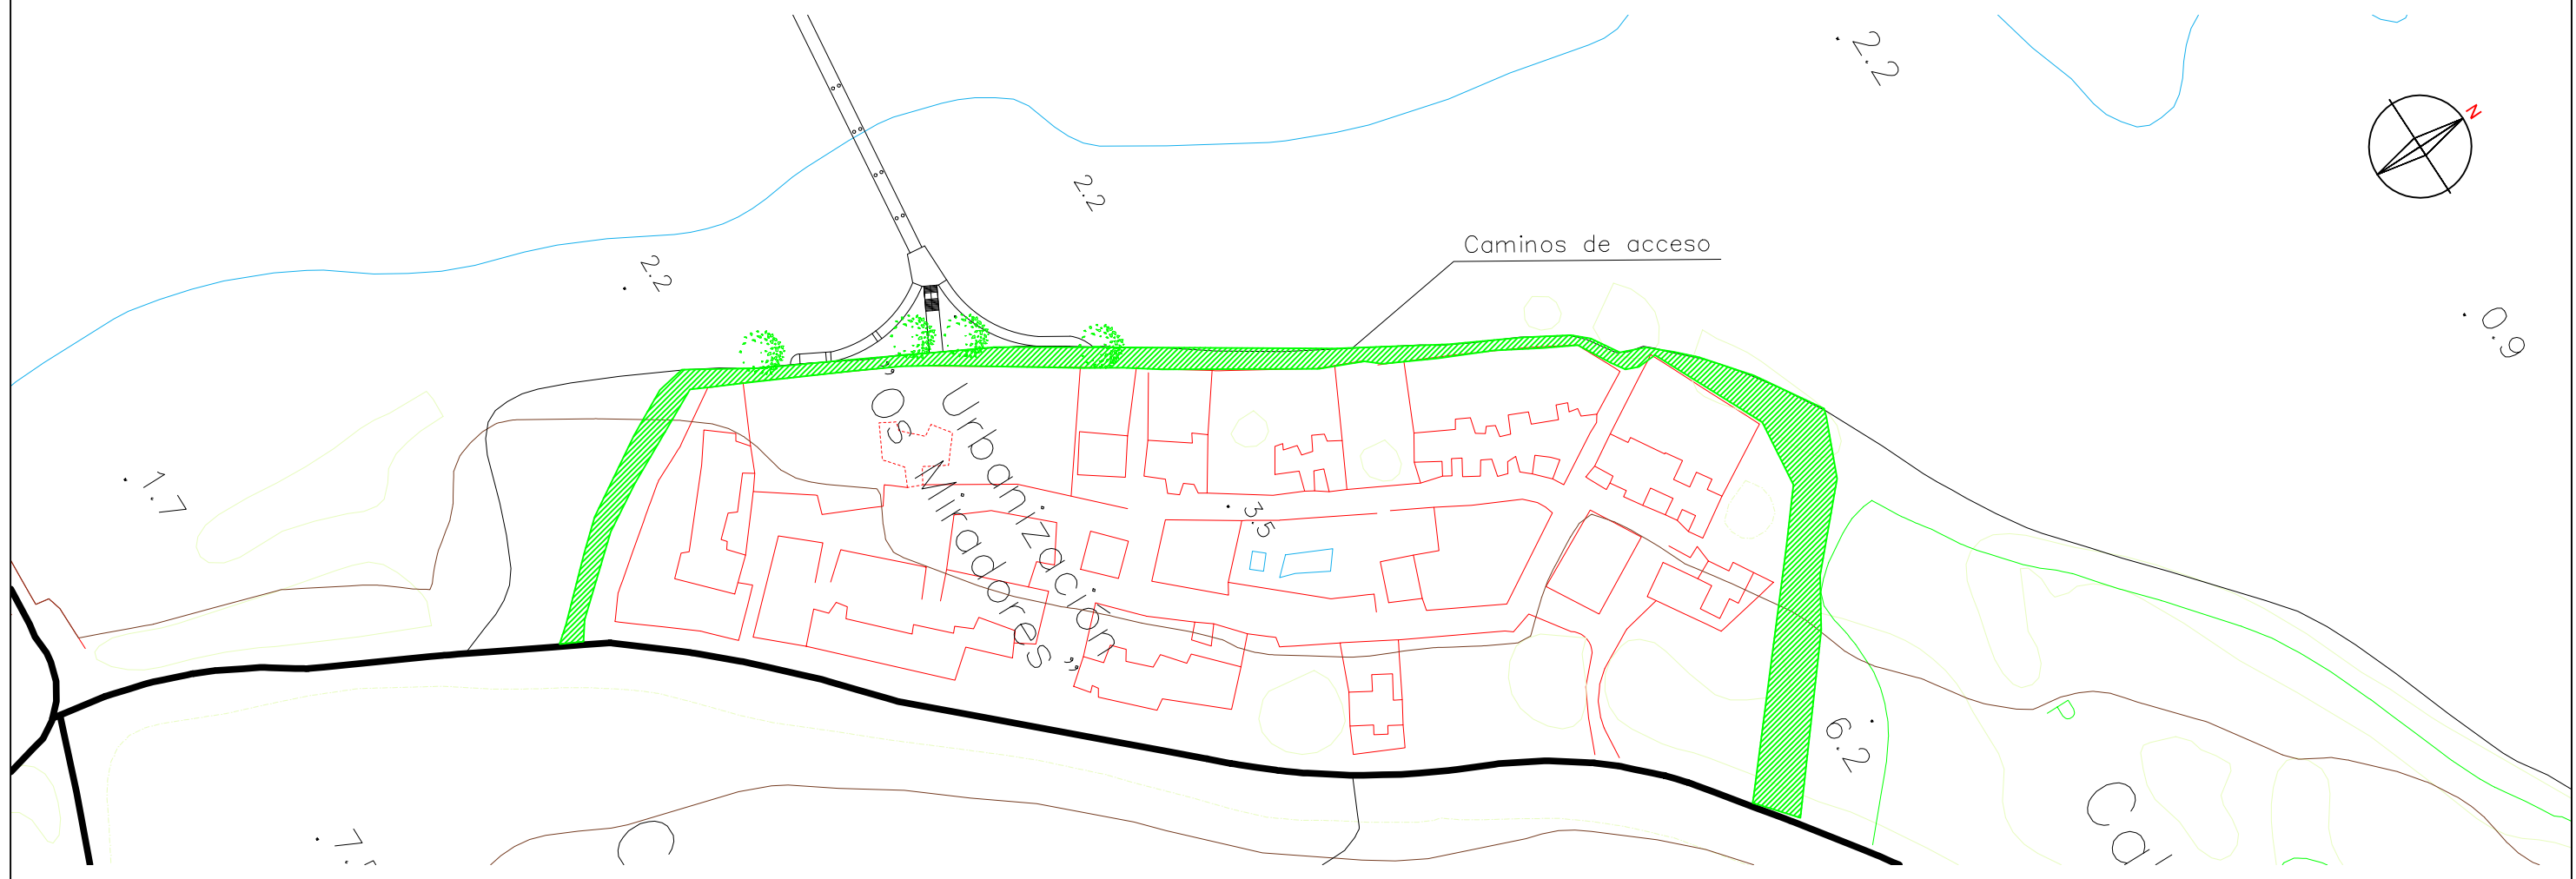 2.2
N
2.2
Caminos de acceso
2.2
0.9
Urbanización
"Os Miradores"
1.7
3.5
6.2
P
C
Cal